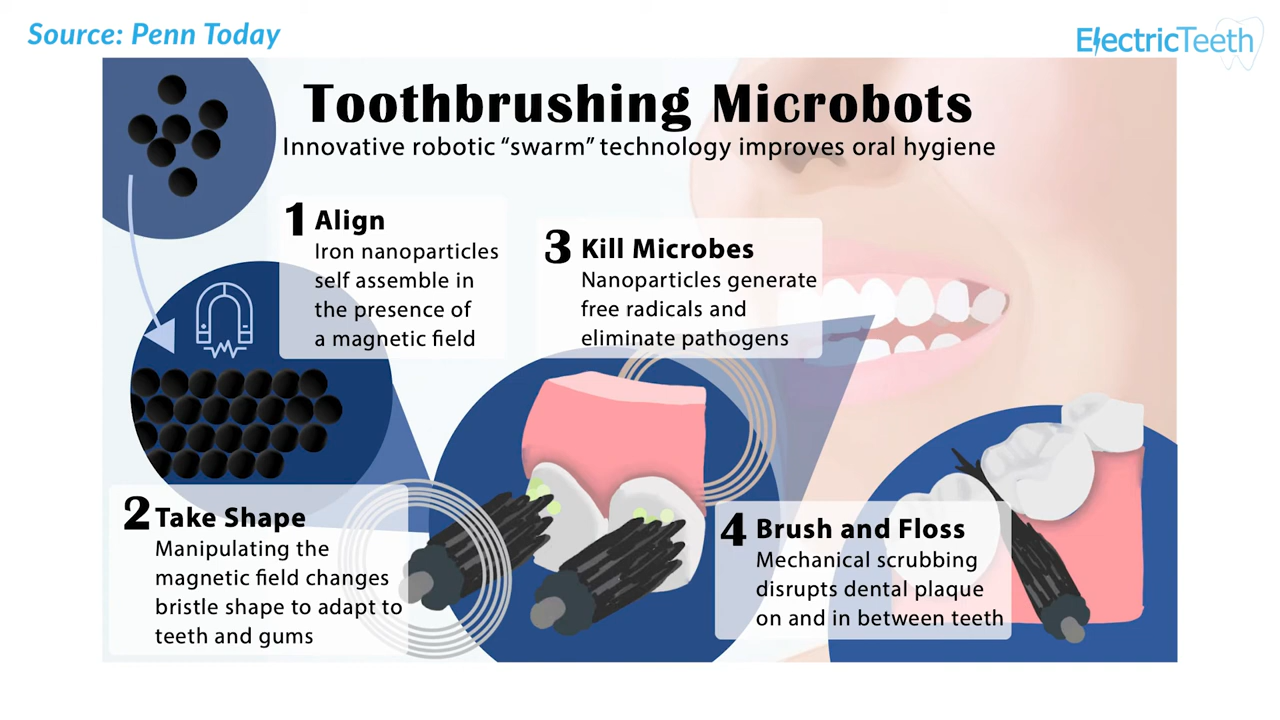 Source: Penn Today
ElectricTeeth
Toothbrushing Microbots
Innovative robotic “swarm” technology improves oral hygiene
1 Align
Iron nanoparticles
self assemble in
the presence of
a magnetic field
2 Take Shape
Manipulating the
magnetic field changes
bristle shape to adapt to
teeth and gums
3 Kill Microbes
Nanoparticles generate
free radicals and
eliminate pathogens
4 Brush and Floss
Mechanical scrubbing
disrupts dental plaque
on and in between teeth